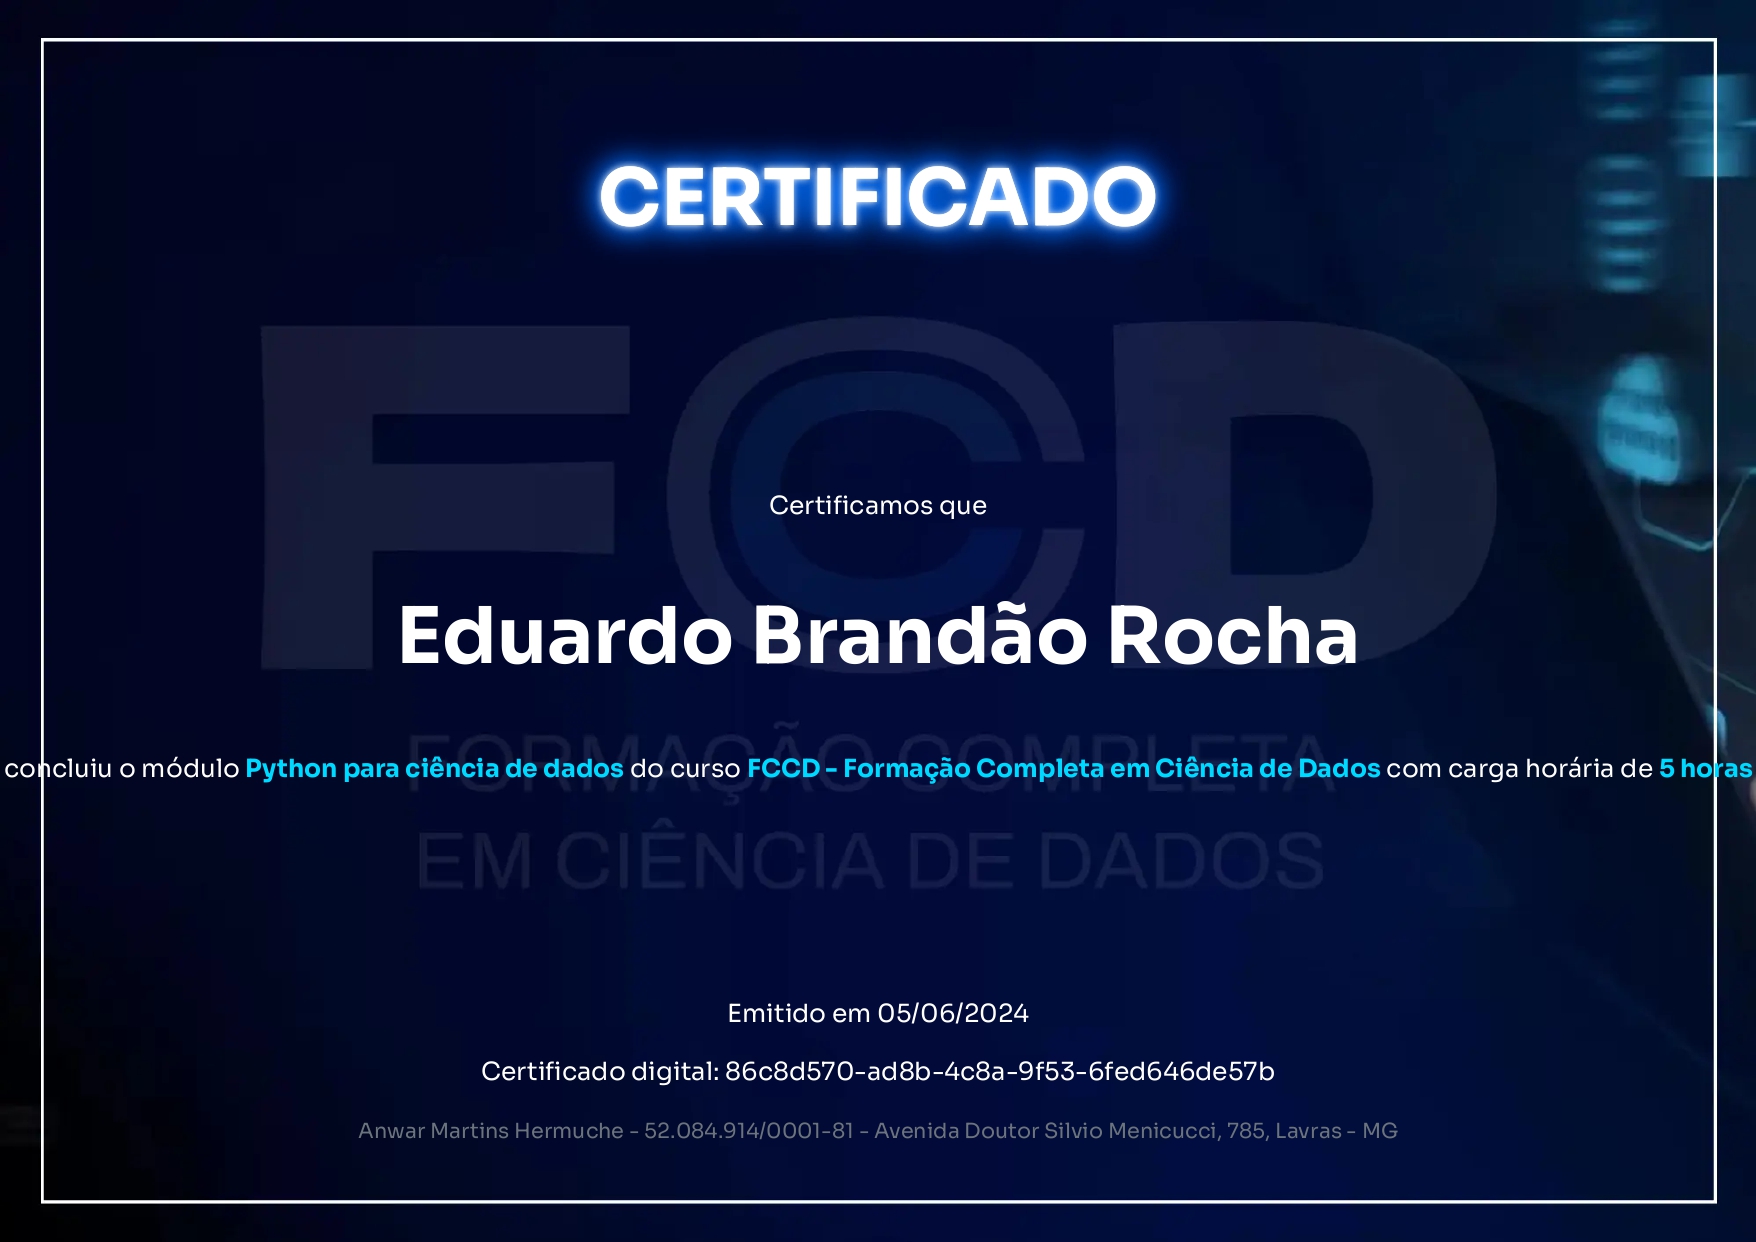 CERTIFICADO
FCD
Certificamos que
Eduardo Brandão Rocha
concluiu o módulo Python para ciência de dados do curso FCCD - Formação Completa em Ciência de Dados com carga horária de 5 horas
FORMAÇÃO COMPLETA
EM CIÊNCIA DE DADOS
Emitido em 05/06/2024
Certificado digital: 86c8d570-ad8b-4c8a-9f53-6fed646de57b
Anwar Martins Hermuche - 52.084.914/0001-81 - Avenida Doutor Silvio Menicucci, 785, Lavras - MG